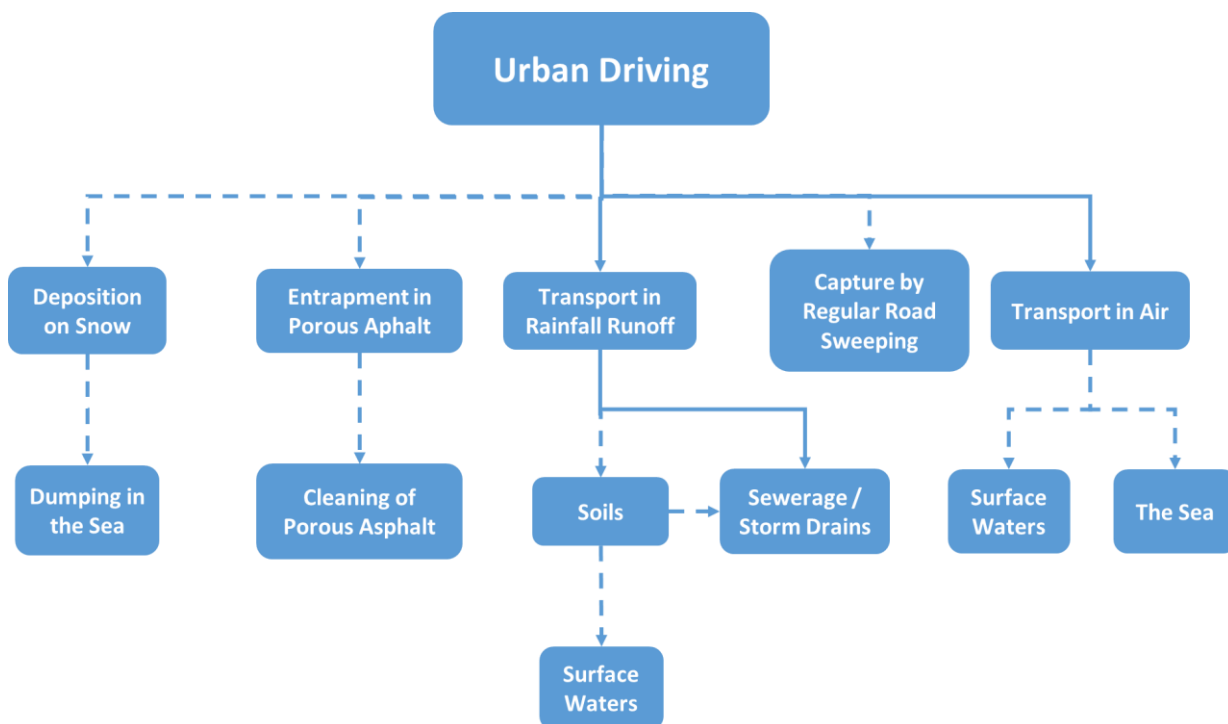 Urban Driving
Deposition
on Snow
Entrapment in
Porous Aphalt
Transport in
Rainfall Runoff
Capture by
Regular Road
Sweeping
Transport in Air
Dumping in
the Sea
Cleaning of
Porous Asphalt
Soils
Sewerage /
Storm Drains
Surface
Waters
The Sea
Surface
Waters